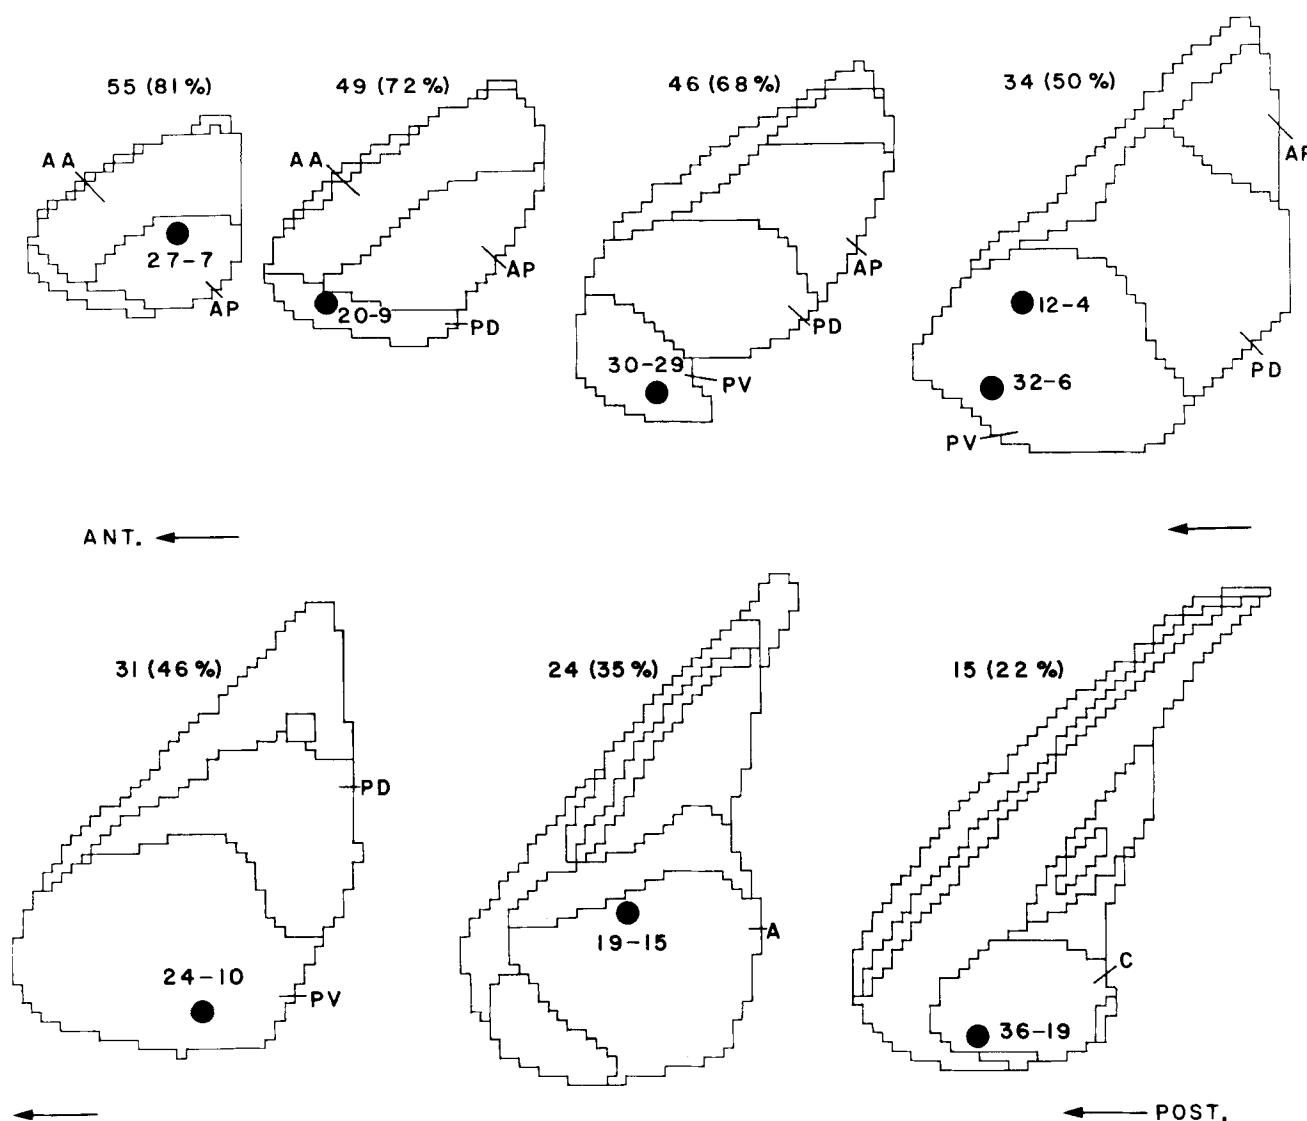 55 (81%)
49 (72%)
46 (68%)
34 (50%)
AA
AA
AP
27-7
AP
20-9
AP
PD
AP
PD
30-29
PV
12-4
32-6
PD
PV
ANT.
31 (46%)
24 (35%)
15 (22%)
PD
24-10
PV
19-15
A
C
36-19
POST.